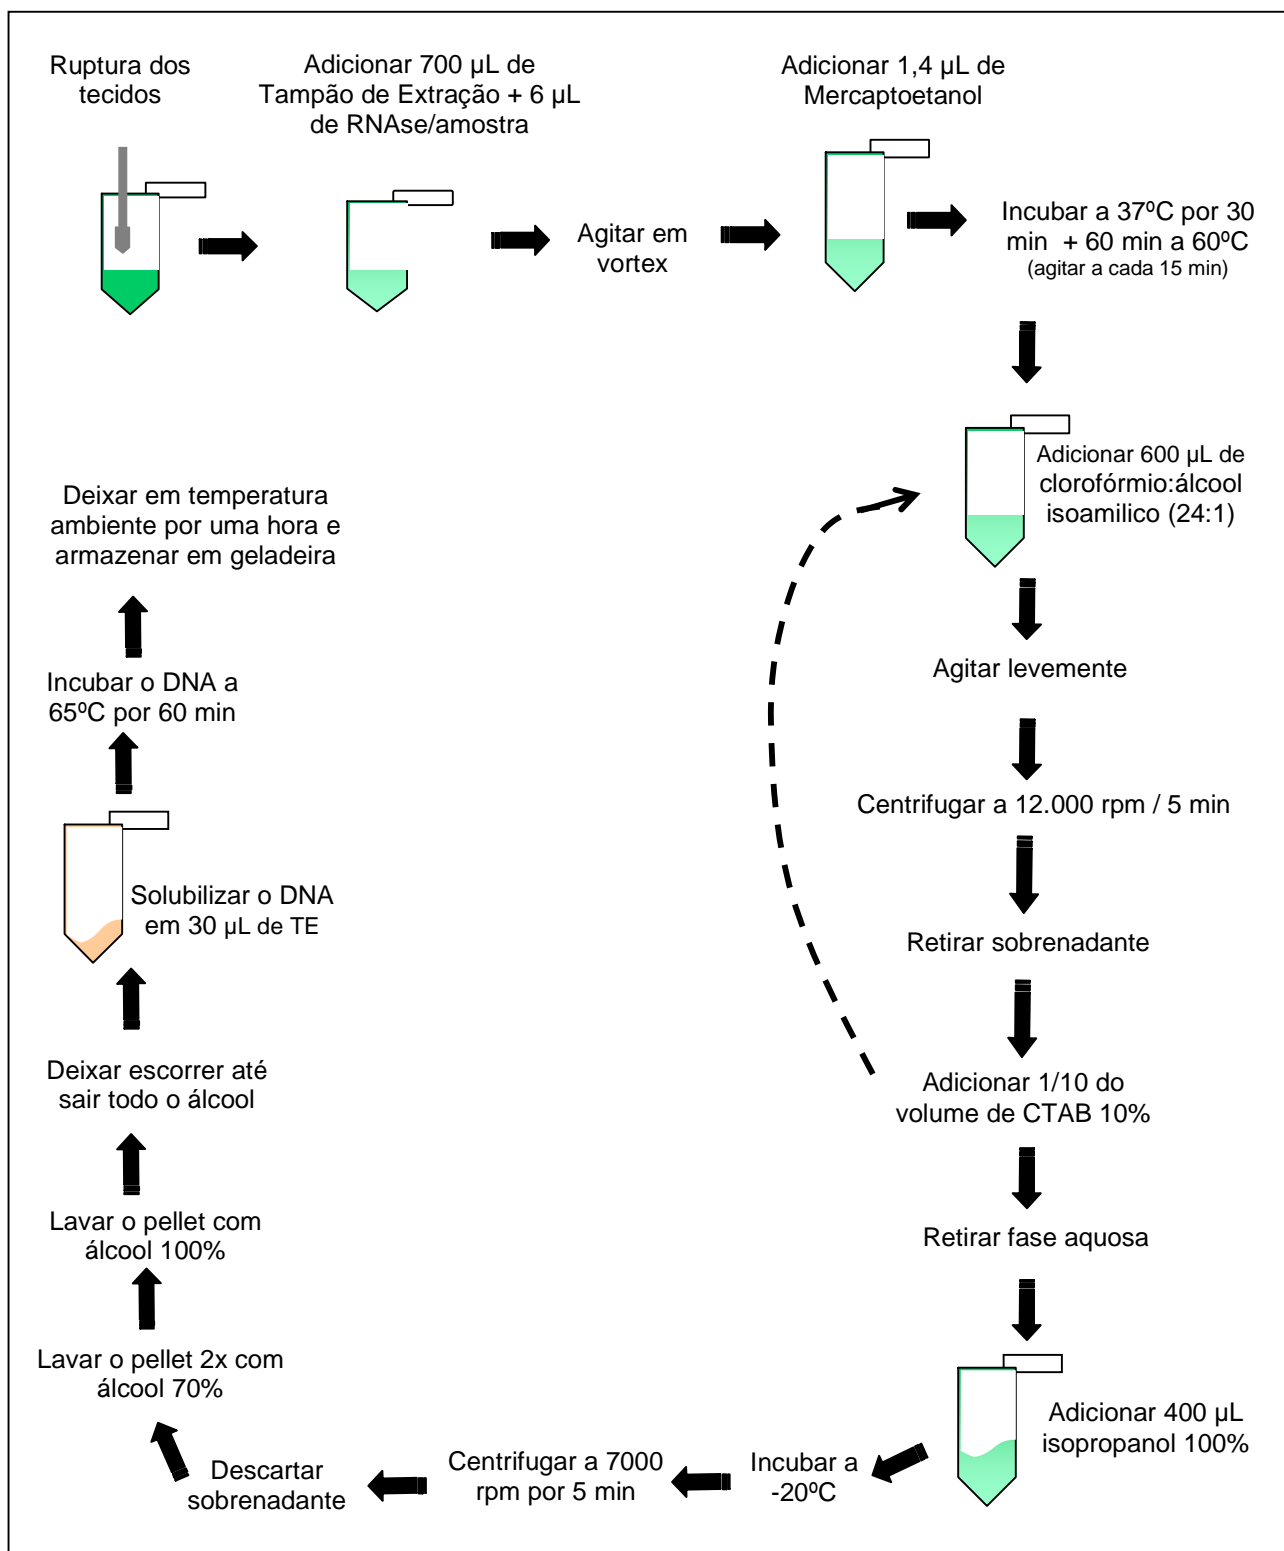 Ruptura dos
tecidos
Adicionar 700 µL de
Tampão de Extração + 6 µL
de RNAse/amostra
Agitar em
vortex
Adicionar 1,4 µL de
Mercaptoetanol
Incubar a 37ºC por 30
min + 60 min a 60ºC
(agitar a cada 15 min)
Adicionar 600 µL de
clorofórmio:álcool
isoamilico (24:1)
Agitar levemente
Centrifugar a 12.000 rpm / 5 min
Retirar sobrenadante
Adicionar 1/10 do
volume de CTAB 10%
Retirar fase aquosa
Adicionar 400 µL
isopropanol 100%
Incubar a
-20ºC
Centrifugar a 7000
rpm por 5 min
Descartar
sobrenadante
Lavar o pellet 2x com
álcool 70%
Lavar o pellet com
álcool 100%
Deixar escorrer até
sair todo o álcool
Solubilizar o DNA
em 30 µL de TE
Incubar o DNA a
65ºC por 60 min
Deixar em temperatura
ambiente por uma hora e
armazenar em geladeira